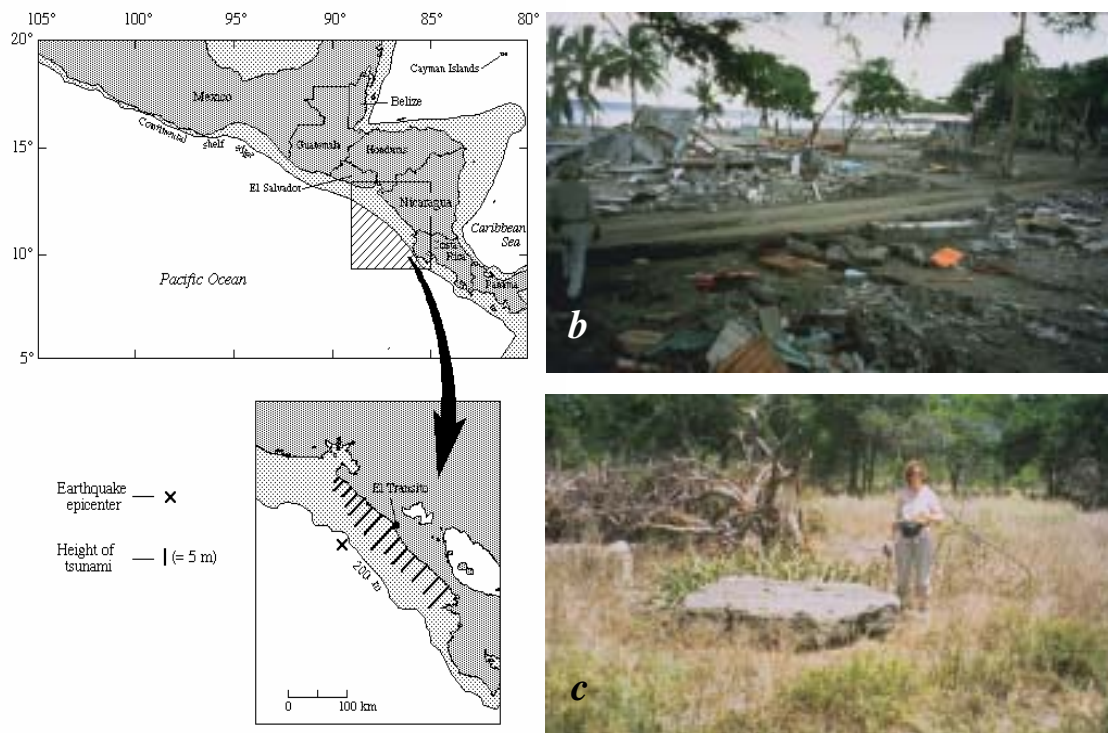 105° 100° 95° 90° 85° 80°
20°
Cayman Islands
Mexico
Belize
Continental shelf edge
15°
Guatemala
Honduras
El Salvador
Nicaragua
Caribbean
Sea
10°
Costa
Rica
Pacific Ocean
Panama
5°
b
El Transito
Earthquake
epicenter
Height of
tsunami
(= 5 m)
200 m
0 100 km
c